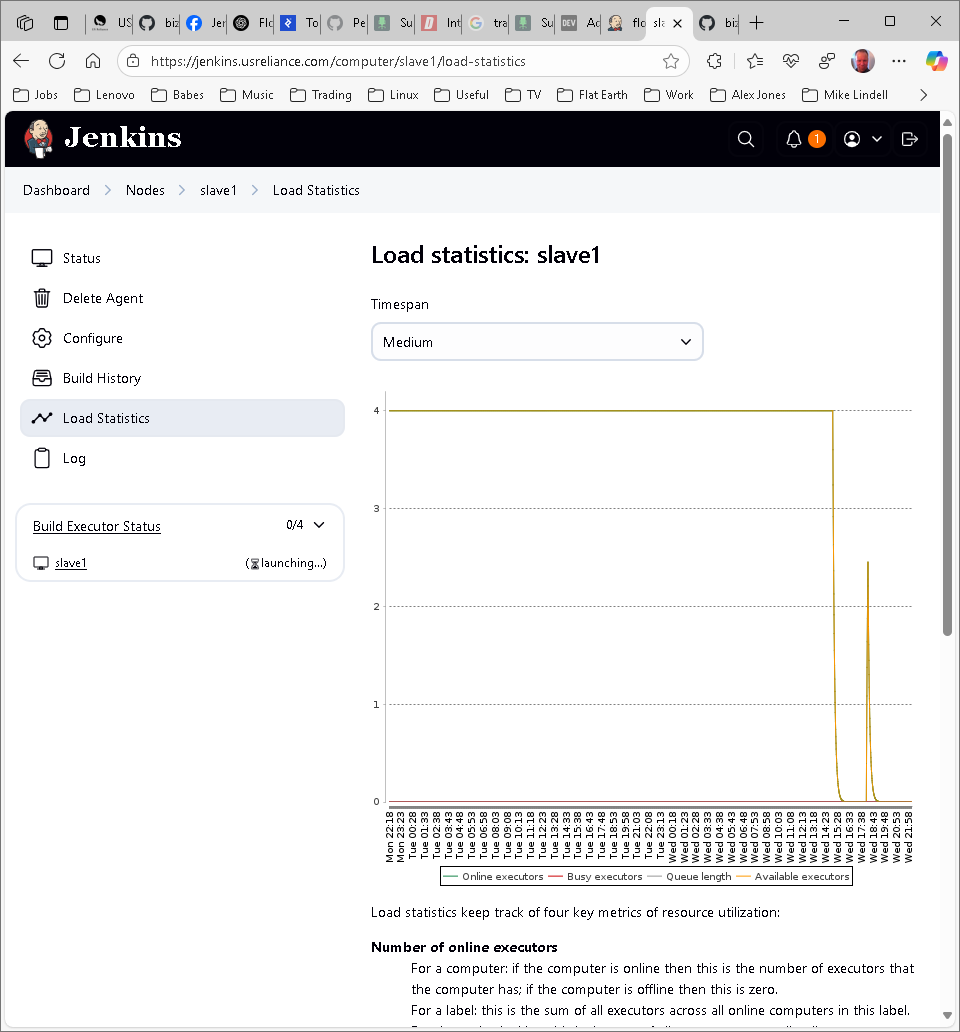 US
biz
Jer
Flo
To
Pe
Su
Int
tra
Su
DEV
Ac
flo
sla
biz
https://jenkins.usreliance.com/computer/slave1/load-statistics
Jobs
Lenovo
Babes
Music
Trading
Linux
Useful
TV
Flat Earth
Work
Alex Jones
Mike Lindell
Jenkins
1
Dashboard
Nodes
slave1
Load Statistics
Status
Delete Agent
Configure
Build History
Load Statistics
Log
Build Executor Status
0/4
slave1
(launching...)
Load statistics: slave1
Timespan
Medium
4
3
2
1
0
Mon 22:18
Mon 23:23
Tue 00:28
Tue 01:33
Tue 02:38
Tue 03:43
Tue 04:48
Tue 05:53
Tue 06:58
Tue 08:03
Tue 09:08
Tue 10:13
Tue 11:18
Tue 12:23
Tue 13:28
Tue 14:33
Tue 15:38
Tue 16:43
Tue 17:48
Tue 18:53
Tue 19:58
Tue 21:03
Tue 22:08
Tue 23:13
Wed 00:18
Wed 01:23
Wed 02:28
Wed 03:33
Wed 04:38
Wed 05:43
Wed 06:48
Wed 07:53
Wed 08:58
Wed 10:03
Wed 11:08
Wed 12:13
Wed 13:18
Wed 14:23
Wed 15:28
Wed 16:33
Wed 17:38
Wed 18:43
Wed 19:48
Wed 20:53
Wed 21:58
Online executors
Busy executors
Queue length
Available executors
Load statistics keep track of four key metrics of resource utilization:
Number of online executors
For a computer: if the computer is online then this is the number of executors that
the computer has; if the computer is offline then this is zero.
For a label: this is the sum of all executors across all online computers in this label.